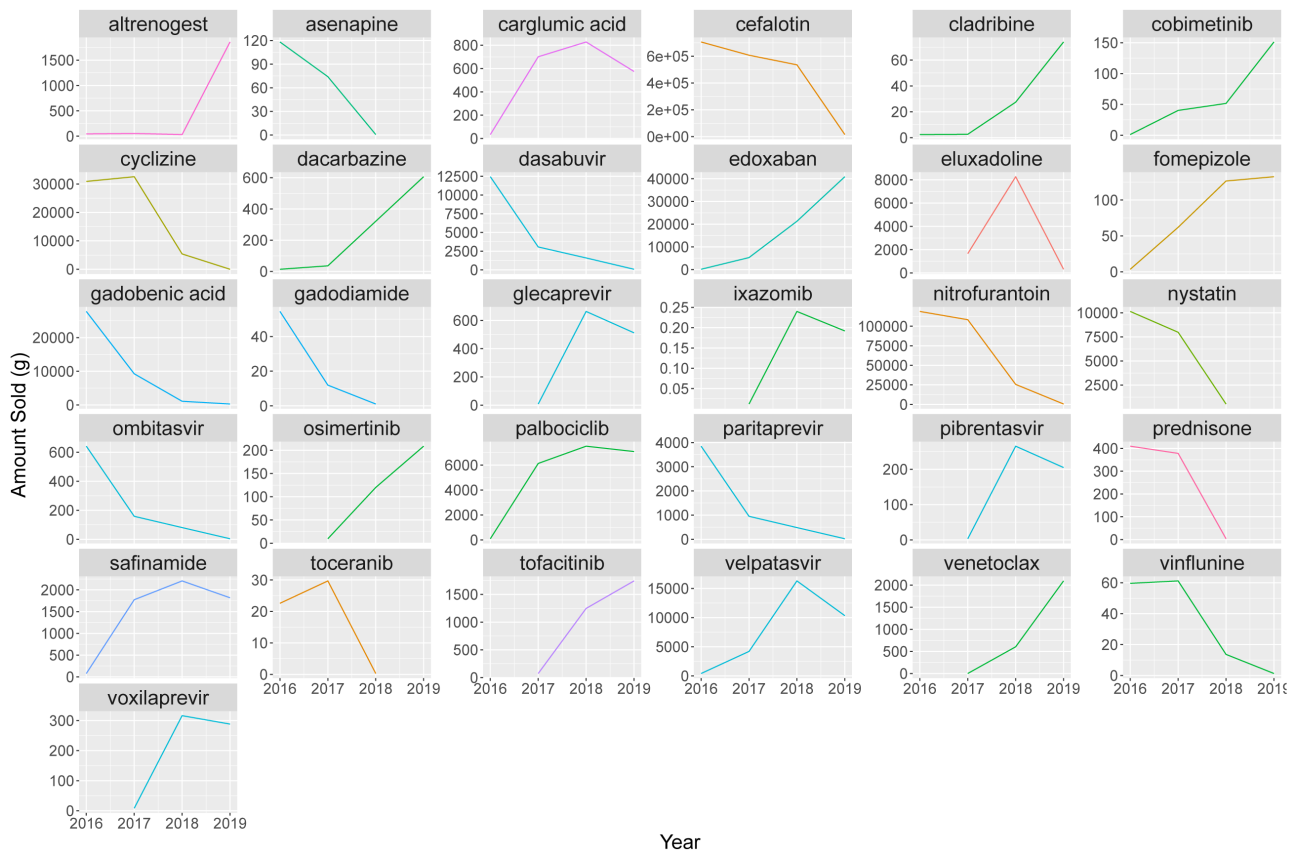 altrenogest asenapine carglumic acid cefalotin cladribine cobimetinib
1500 1000 500 0
120 90 60 30 0
800 600 400 200 0
6e+05 4e+05 2e+05 0e+00
60 40 20 0
150 100 50 0
cyclizine dacarbazine dasabuvir edoxaban eluxadoline fomepizole
30000 20000 10000 0
600 400 200 0
12500 10000 7500 5000 2500 0
40000 30000 20000 10000 0
8000 6000 4000 2000 0
100 50 0
gadobenic acid gadodiamide glecaprevir ixazomib nitrofurantoin nystatin
20000 10000 0
40 20 0
600 400 200 0
0.25 0.20 0.15 0.10 0.05
100000 75000 50000 25000 0
10000 7500 5000 2500
Amount Sold (g)
ombitasvir osimertinib palbociclib paritaprevir pibrentasvir prednisone
600 400 200 0
200 150 100 50 0
6000 4000 2000 0
4000 3000 2000 1000 0
200 100 0
400 300 200 100 0
safinamide toceranib tofacitinib velpatasvir venetoclax vinflunine
2000 1500 1000 500 0
30 20 10 0
1500 1000 500 0
15000 10000 5000 0
2000 1500 1000 500 0
60 40 20 0
2016 2017 2018 2019 2016 2017 2018 2019 2016 2017 2018 2019 2016 2017 2018 2019 2016 2017 2018 2019
voxilaprevir
300 200 100 0
2016 2017 2018 2019
Year